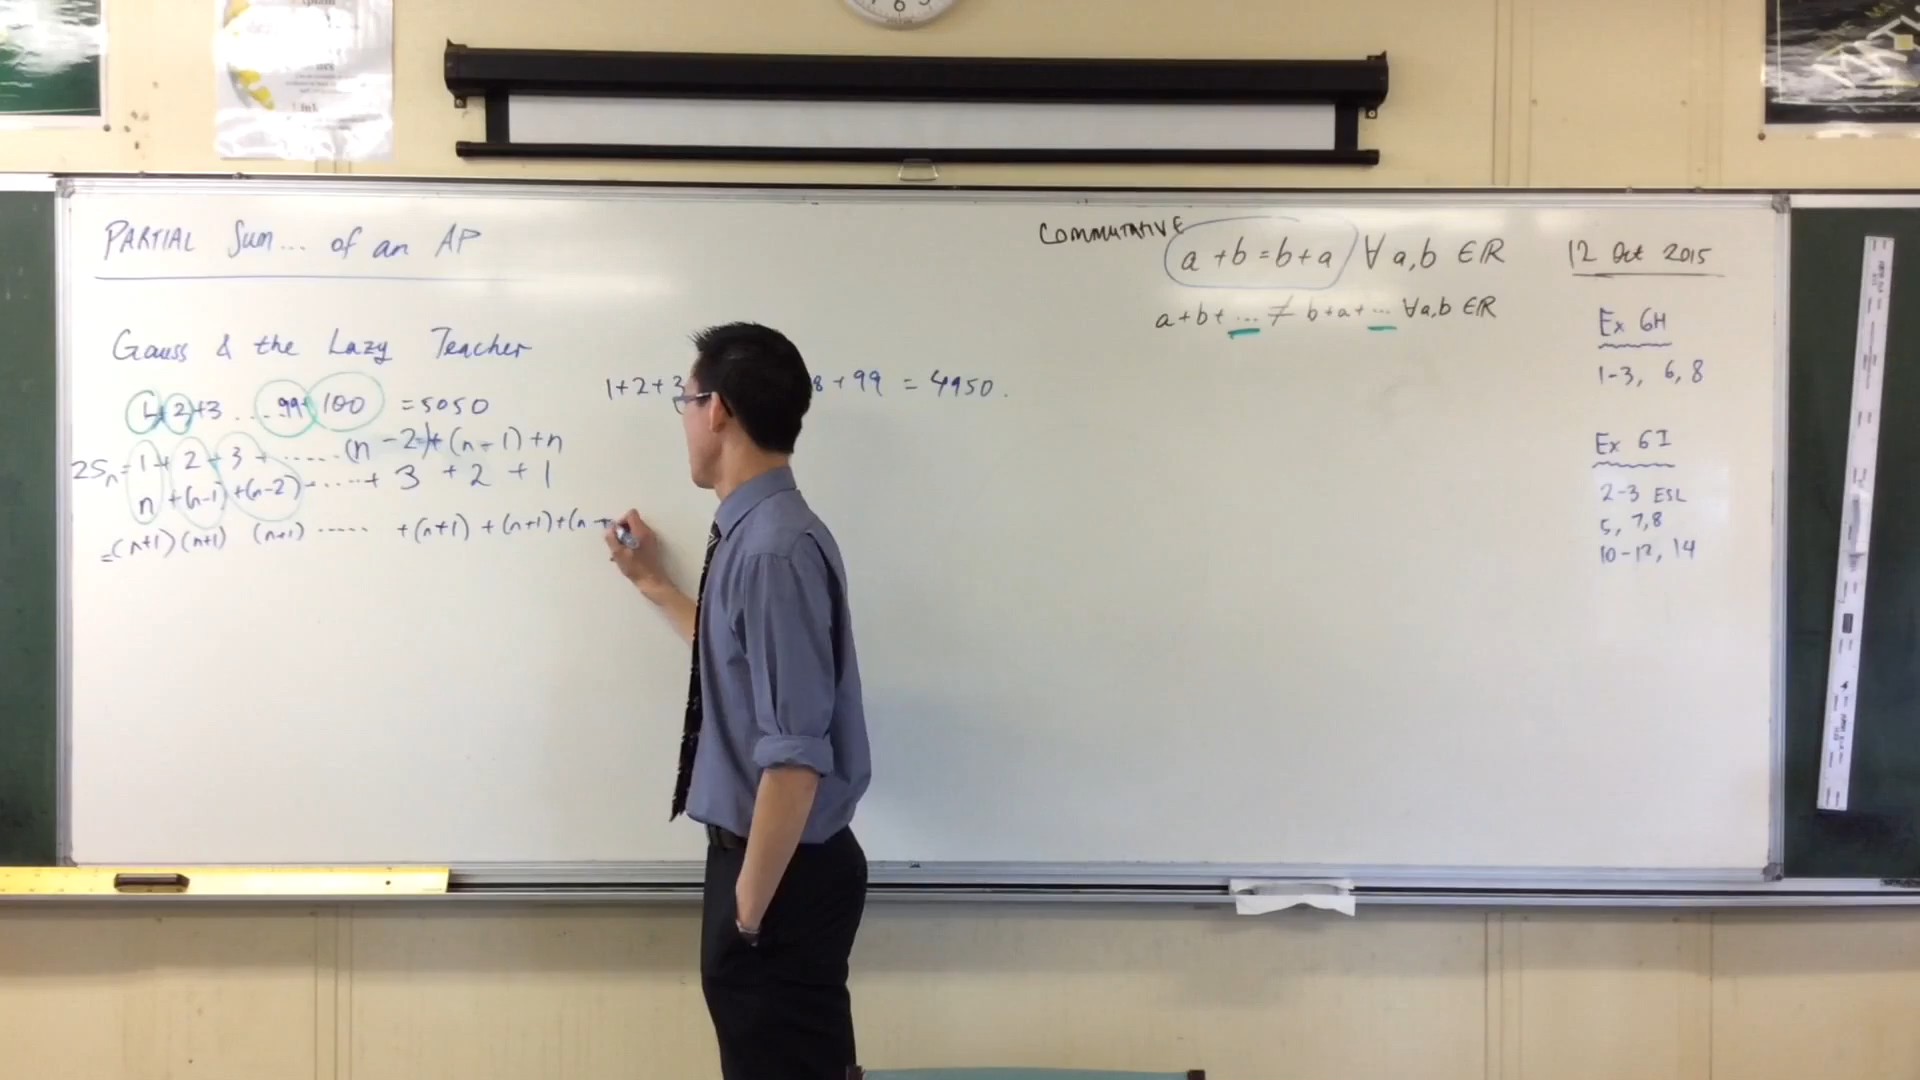 PARTIAL Sum... of an AP
Gauss & the Lazy Teacher
1+2+3 .... 99+100 = 5050
2Sn = 1 + 2 + 3 + ..... (n-2)+(n-1)+n
n +(n-1)+(n-2)+ .....+ 3 + 2 + 1
=(n+1)(n+1) (n+1) ..... +(n+1) +(n+1)+(n+
1+2+3
8+99 = 4950.
COMMUTATIVE
a+b=b+a ∀ a,b ∈ℝ
a+b+ ... ≠ b+a+ ... ∀a,b ∈ℝ
12 Oct 2015
Ex 6H
1-3, 6, 8
Ex 6I
2-3 ESL
5, 7,8
10-12, 14
6